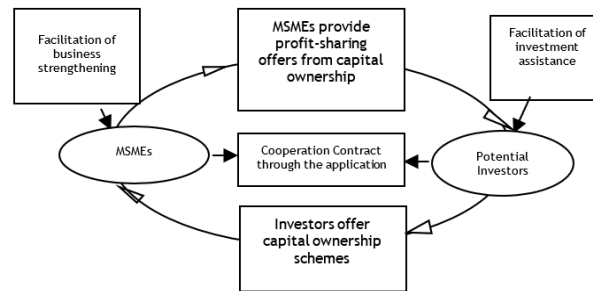 Facilitation of
business
strengthening
MSMEs provide
profit-sharing
offers from capital
ownership
Facilitation of
investment
assistance
MSMEs
Cooperation Contract
through the application
Potential
Investors
Investors offer
capital ownership
schemes